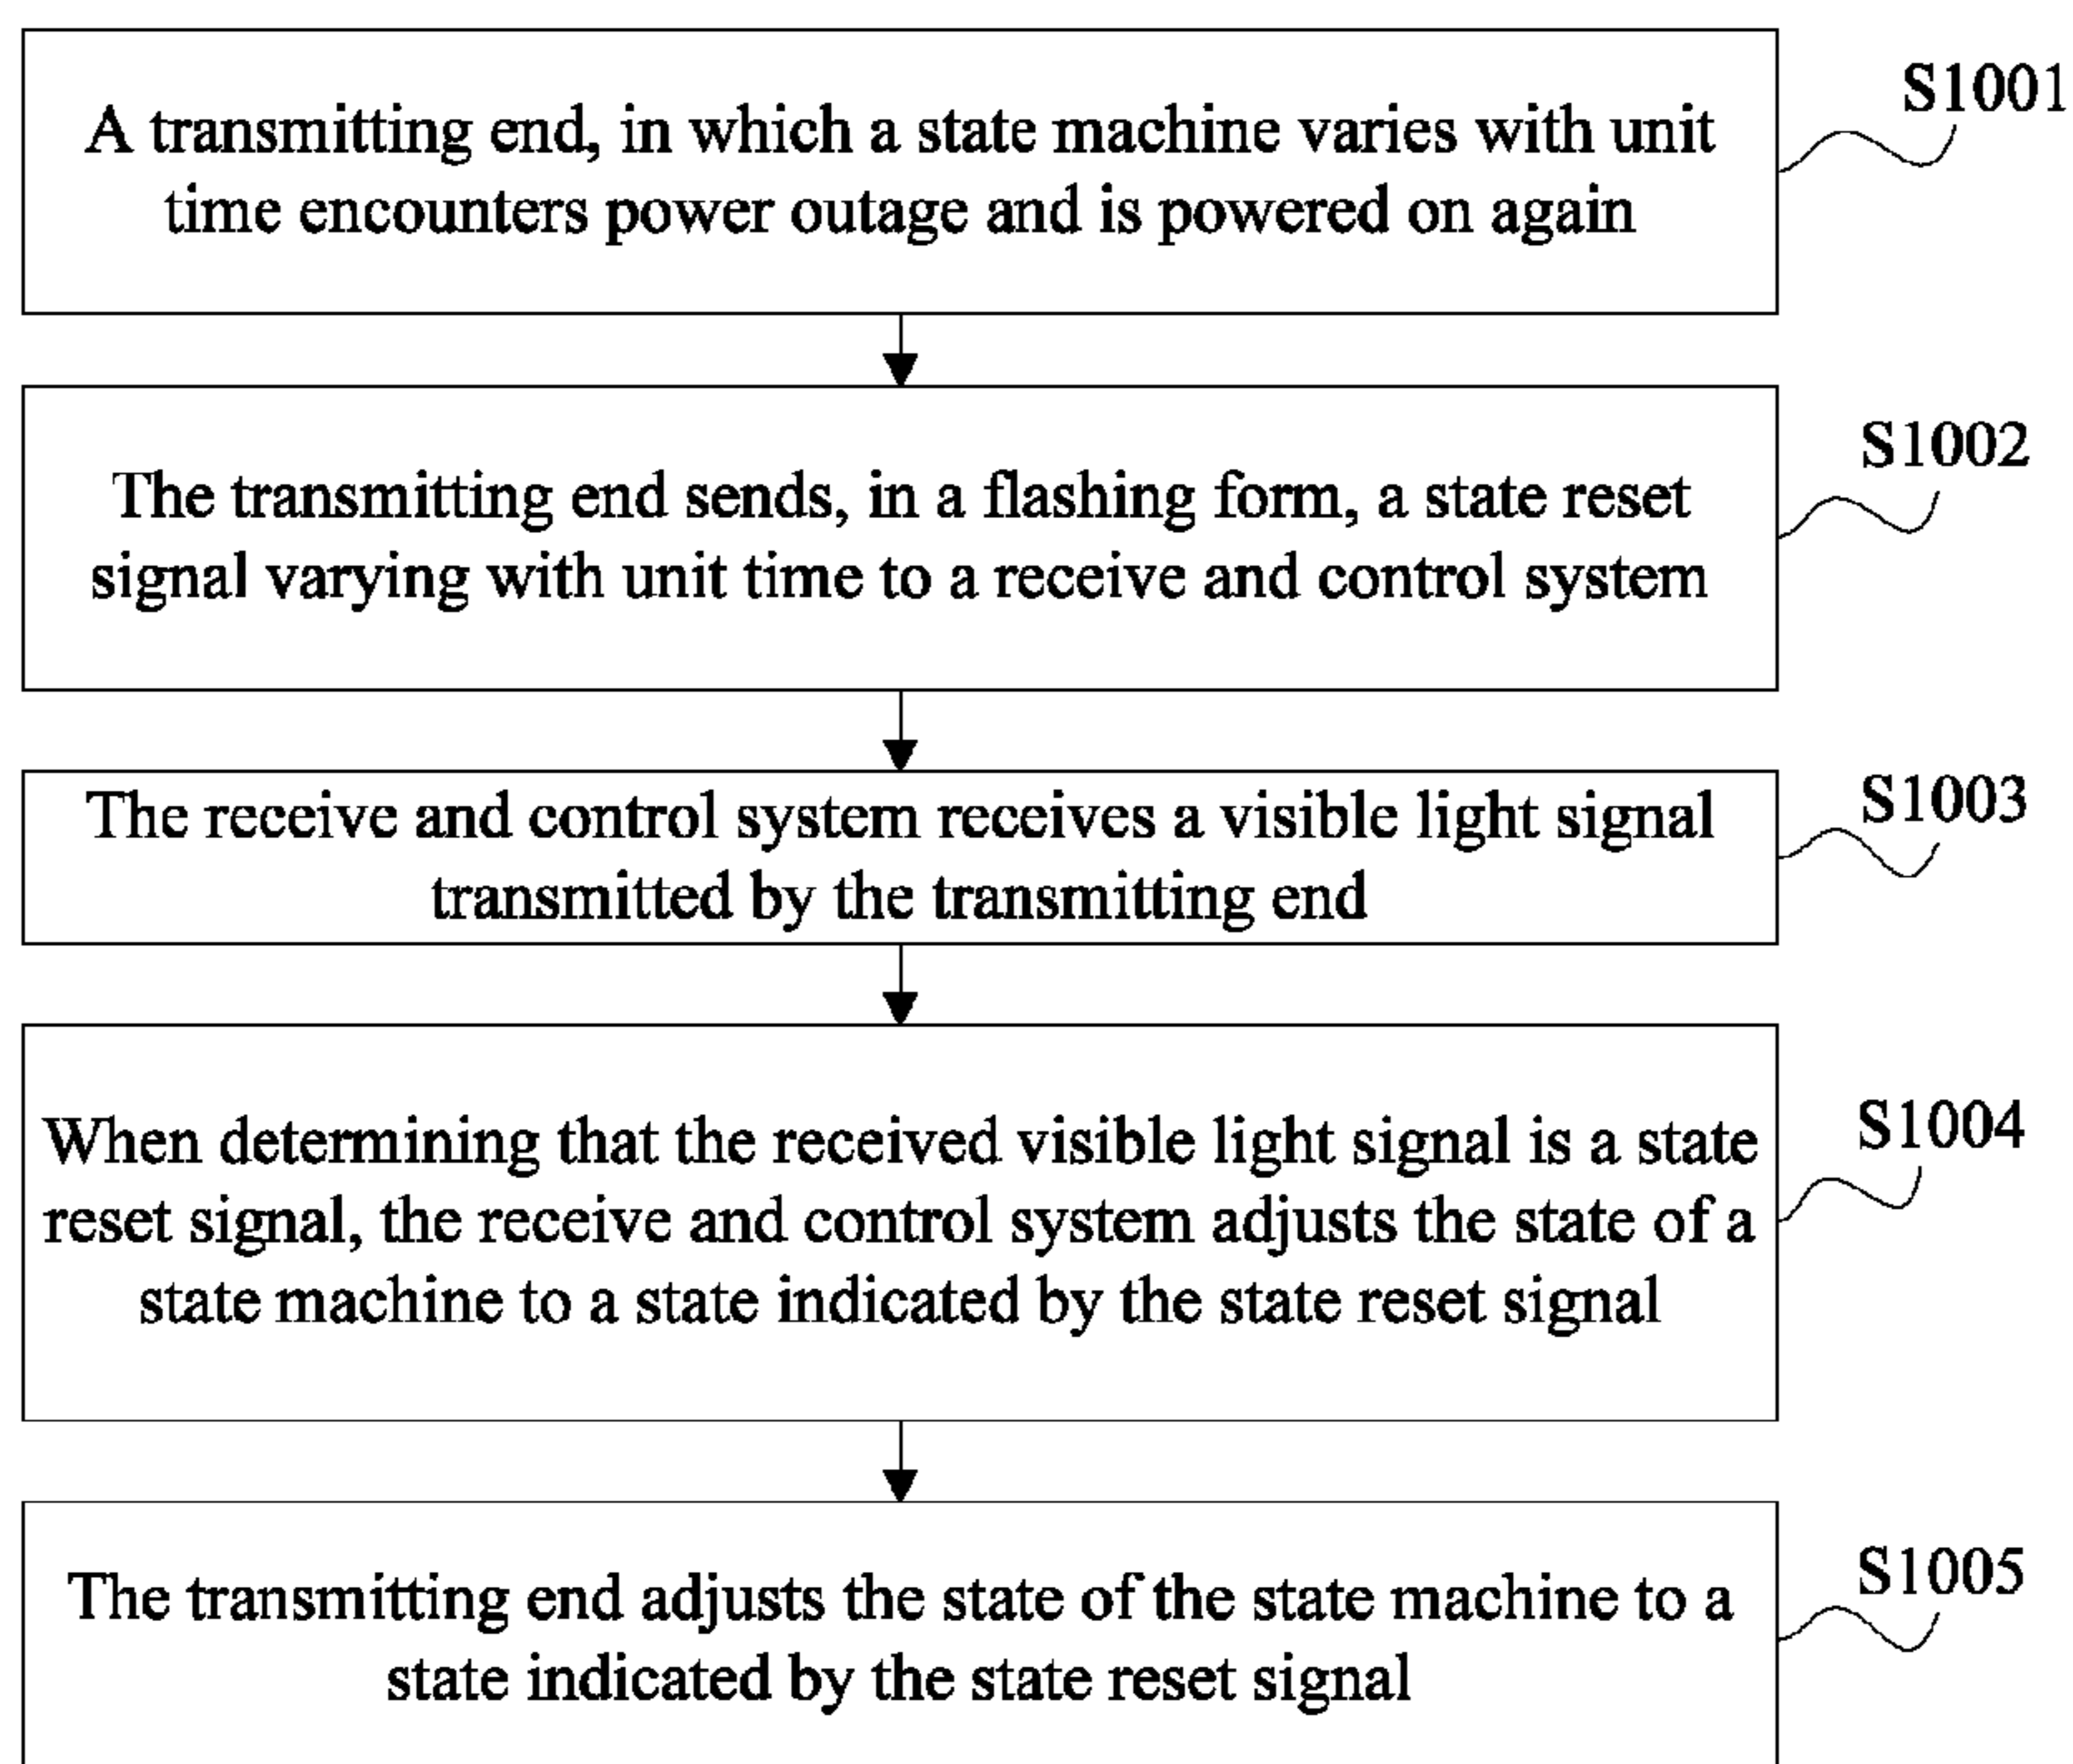 S1001
A transmitting end, in which a state machine varies with unit
time encounters power outage and is powered on again
S1002
The transmitting end sends, in a flashing form, a state reset
signal varying with unit time to a receive and control system
S1003
The receive and control system receives a visible light signal
transmitted by the transmitting end
S1004
When determining that the received visible light signal is a state
reset signal, the receive and control system adjusts the state of a
state machine to a state indicated by the state reset signal
S1005
The transmitting end adjusts the state of the state machine to a
state indicated by the state reset signal